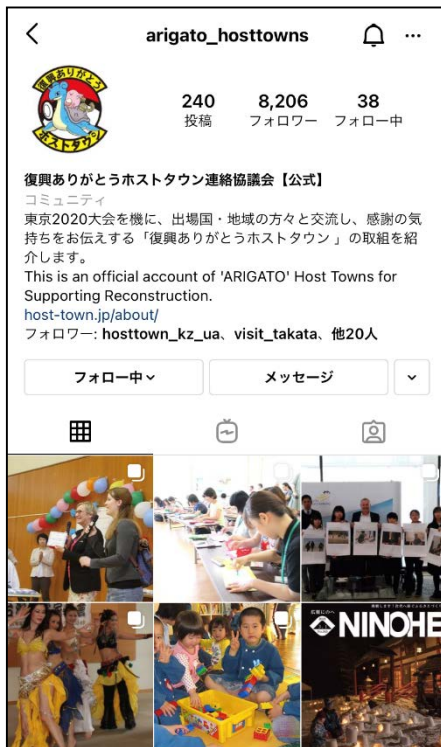 arigato_hosttowns
復興ありがとう
ホストタウン
240 8,206 38
投稿 フォロワー フォロー中
復興ありがとうホストタウン連絡協議会【公式】
コミュニティ
東京2020大会を機に、出場国・地域の方々と交流し、感謝の気
持ちをお伝えする「復興ありがとうホストタウン 」の取組を紹
介します。
This is an official account of 'ARIGATO' Host Towns for
Supporting Reconstruction.
host-town.jp/about/
フォロワー: hosttown_kz_ua、visit_takata、他20人
フォロー中
メッセージ
広報にのへ
NINOHE